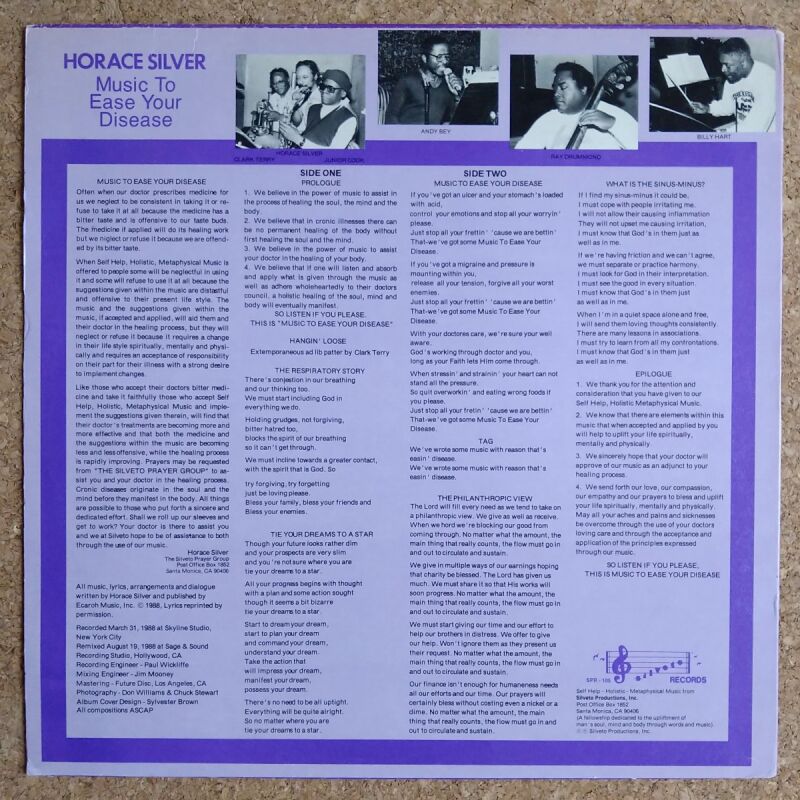 HORACE SILVER
Music To
Ease Your
Disease
HORACE SILVER
CLARK TERRY
JUNIOR COOK
ANDY BEY
RAY DRUMMOND
BILLY HART
MUSIC TO EASE YOUR DISEASE
Often when our doctor prescribes medicine for
us we neglect to be consistent in taking it or re-
fuse to take it at all because the medicine has a
bitter taste and is offensive to our taste buds.
The medicine if applied will do its healing work
but we neglect or refuse it because we are offend-
ed by its bitter taste.
When Self Help, Holistic, Metaphysical Music is
offered to people some will be neglectful in using
it and some will refuse to use it at all because the
suggestions given within the music are distasteful
and offensive to their present life style. The
music and the suggestions given within the
music, if accepted and applied, will aid them and
their doctor in the healing process, but they will
neglect or refuse it because it requires a change
in their life style spiritually, mentally and physi-
cally and requires an acceptance of responsibility
on their part for their illness with a strong desire
to implement changes.
Like those who accept their doctors bitter medi-
cine and take it faithfully those who accept Self
Help, Holistic, Metaphysical Music and imple-
ment the suggestions given therein, will find that
their doctor's treatments are becoming more and
more effective and that both the medicine and
the suggestions within the music are becoming
less and less offensive, while the healing process
is rapidly improving. Prayers may be requested
from "THE SILVETO PRAYER GROUP" to as-
sist you and your doctor in the healing process.
Cronic diseases originate in the soul and the
mind before they manifest in the body. All things
are possible to those who put forth a sincere and
dedicated effort. Shall we roll up our sleeves and
get to work? Your doctor is there to assist you
and we at Silveto hope to be of assistance to both
through the use of our music.
Horace Silver
The Silveto Prayer Group
Post Office Box 1852
Santa Monica, CA 90406
All music, lyrics, arrangements and dialogue
written by Horace Silver and published by
Ecaroh Music, Inc. © 1988, Lyrics reprinted by
permission.
Recorded March 31, 1988 at Skyline Studio,
New York City
Remixed August 19, 1988 at Sage & Sound
Recording Studio, Hollywood, CA
Recording Engineer - Paul Wickliffe
Mixing Engineer - Jim Mooney
Mastering - Future Disc, Los Angeles, CA
Photography - Don Williams & Chuck Stewart
Album Cover Design - Sylvester Brown
All compositions ASCAP
SIDE ONE
PROLOGUE
1. We believe in the power of music to assist in
the process of healing the soul, the mind and the
body.
2. We believe that in cronic illnesses there can
be no permanent healing of the body without
first healing the soul and the mind.
3. We believe in the power of music to assist
your doctor in the healing of your body.
4. We believe that if one will listen and absorb
and apply what is given through the music as
well as adhere wholeheartedly to their doctors
council, a holistic healing of the soul, mind and
body will eventually manifest.
SO LISTEN IF YOU PLEASE,
THIS IS "MUSIC TO EASE YOUR DISEASE"
HANGIN' LOOSE
Extemporaneous ad lib patter by Clark Terry
THE RESPIRATORY STORY
There's conjestion in our breathing
and our thinking too.
We must start including God in
everything we do.
Holding grudges, not forgiving,
bitter hatred too,
blocks the spirit of our breathing
so it can't get through.
We must incline towards a greater contact,
with the spirit that is God. So
try forgiving, try forgetting
just be loving please.
Bless your family, bless your friends and
Bless your enemies.
TIE YOUR DREAMS TO A STAR
Though your future looks rather dim
and your prospects are very slim
and you're not sure where you are
tie your dreams to a star.
All your progress begins with thought
with a plan and some action sought
though it seems a bit bizarre
tie your dreams to a star.
Start to dream your dream,
start to plan your dream
and command your dream,
understand your dream.
Take the action that
will impress your dream,
manifest your dream,
possess your dream.
There's no need to be all uptight.
Everything will be quite alright.
So no matter where you are
tie your dreams to a star.
SIDE TWO
MUSIC TO EASE YOUR DISEASE
If you've got an ulcer and your stomach's loaded
with acid,
control your emotions and stop all your worryin'
please.
Just stop all your frettin' 'cause we are bettin'
That-we've got some Music To Ease Your
Disease.
If you've got a migraine and pressure is
mounting within you,
release all your tension, forgive all your worst
enemies.
Just stop all your frettin' 'cause we are bettin'
That-we've got some Music To Ease Your
Disease.
With your doctores care, we're sure your well
aware.
God's working through doctor and you,
long as your Faith lets Him come through.
When stressin' and strainin' your heart can not
stand all the pressure.
So quit overworkin' and eating wrong foods if
you please.
Just stop all your frettin' 'cause we are bettin'
That-we've got some Music To Ease Your
Disease.
TAG
We've wrote some music with reason that's
easin' disease.
We've wrote some music with reason that's
easin' disease.
THE PHILANTHROPIC VIEW
The Lord will fill every need as we tend to take on
a philanthropic view. We give as well as receive.
When we hord we're blocking our good from
coming through. No matter what the amount, the
main thing that really counts, the flow must go in
and out to circulate and sustain.
We give in multiple ways of our earnings hoping
that charity be blessed. The Lord has given us
much. We must share it so that His works will
soon progress. No matter what the amount, the
main thing that really counts, the flow must go in
and out to circulate and sustain.
We must start giving our time and our effort to
help our brothers in distress. We offer to give
our help. Won't ignore them as they present us
their request. No matter what the amount, the
main thing that really counts, the flow must go in
and out to circulate and sustain.
Our finance isn't enough for humaneness needs
all our efforts and our time. Our prayers will
certainly bless without costing even a nickel or a
dime. No matter what the amount, the main
thing that really counts, the flow must go in and
out to circulate and sustain.
WHAT IS THE SINUS-MINUS?
If I find my sinus-minus it could be,
I must cope with people irritating me.
I will not allow their causing inflammation
They will not upset me causing irritation,
I must know that God's in them just as
well as in me.
If we're having friction and we can't agree,
we must separate or practice harmony.
I must look for God in their interpretation.
I must see the good in every situation.
I must know that God's in them just
as well as in me.
When I'm in a quiet space alone and free,
I will send them loving thoughts consistently.
There are many lessons in associations.
I must try to learn from all my confrontations.
I must know that God's in them just
as well as in me.
EPILOGUE
1. We thank you for the attention and
consideration that you have given to our
Self Help, Holistic Metaphysical Music.
2. We know that there are elements within this
music that when accepted and applied by you
will help to uplift your life spiritually,
mentally and physically
3. We sincerely hope that your doctor will
approve of our music as an adjunct to your
healing process.
4. We send forth our love, our compassion,
our empathy and our prayers to bless and uplift
your life spiritually, mentally and physically.
May all your aches and pains and sicknesses
be overcome through the use of your doctors
loving care and through the acceptance and
application of the principles expressed
through our music.
SO LISTEN IF YOU PLEASE,
THIS IS MUSIC TO EASE YOUR DISEASE
silveto
SPR - 105
RECORDS
Self Help - Holistic - Metaphysical Music from
Silveto Productions, Inc.
Post Office Box 1852
Santa Monica, CA 90406
(A fellowship dedicated to the upliftment of
man's soul, mind and body through words and music).
Silveto Productions, Inc.